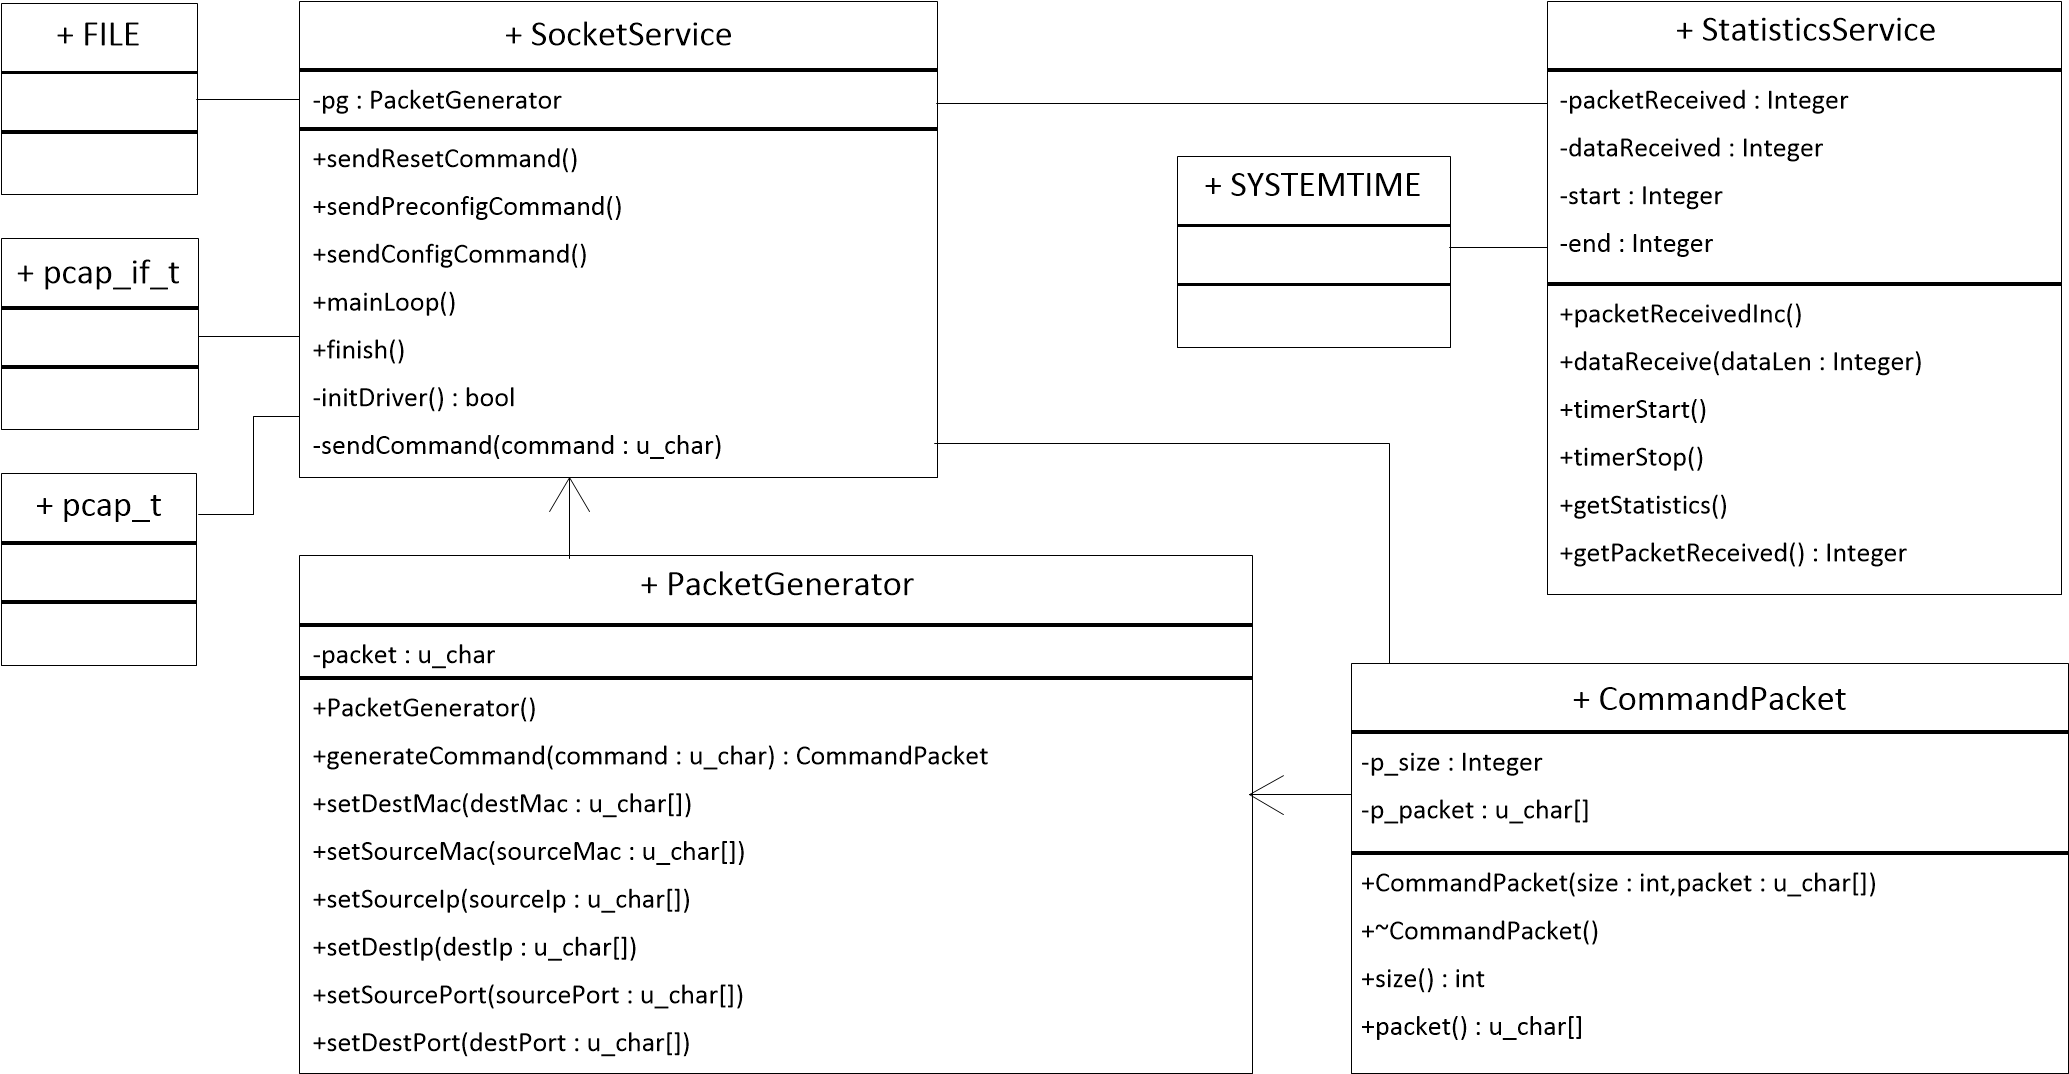 + FILE
+ pcap_if_t
+ pcap_t
+ SocketService
-pg : PacketGenerator
+sendResetCommand()
+sendPreconfigCommand()
+sendConfigCommand()
+mainLoop()
+finish()
-initDriver() : bool
-sendCommand(command : u_char)
+ SYSTEMTIME
+ StatisticsService
-packetReceived : Integer
-dataReceived : Integer
-start : Integer
-end : Integer
+packetReceivedInc()
+dataReceive(dataLen : Integer)
+timerStart()
+timerStop()
+getStatistics()
+getPacketReceived() : Integer
+ PacketGenerator
-packet : u_char
+PacketGenerator()
+generateCommand(command : u_char) : CommandPacket
+setDestMac(destMac : u_char[])
+setSourceMac(sourceMac : u_char[])
+setSourceIp(sourceIp : u_char[])
+setDestIp(destIp : u_char[])
+setSourcePort(sourcePort : u_char[])
+setDestPort(destPort : u_char[])
+ CommandPacket
-p_size : Integer
-p_packet : u_char[]
+CommandPacket(size : int,packet : u_char[])
+~CommandPacket()
+size() : int
+packet() : u_char[]